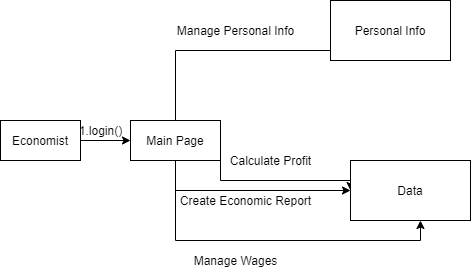 Manage Personal Info
Personal Info
1.login()
Economist
Main Page
Calculate Profit
Data
Create Economic Report
Manage Wages